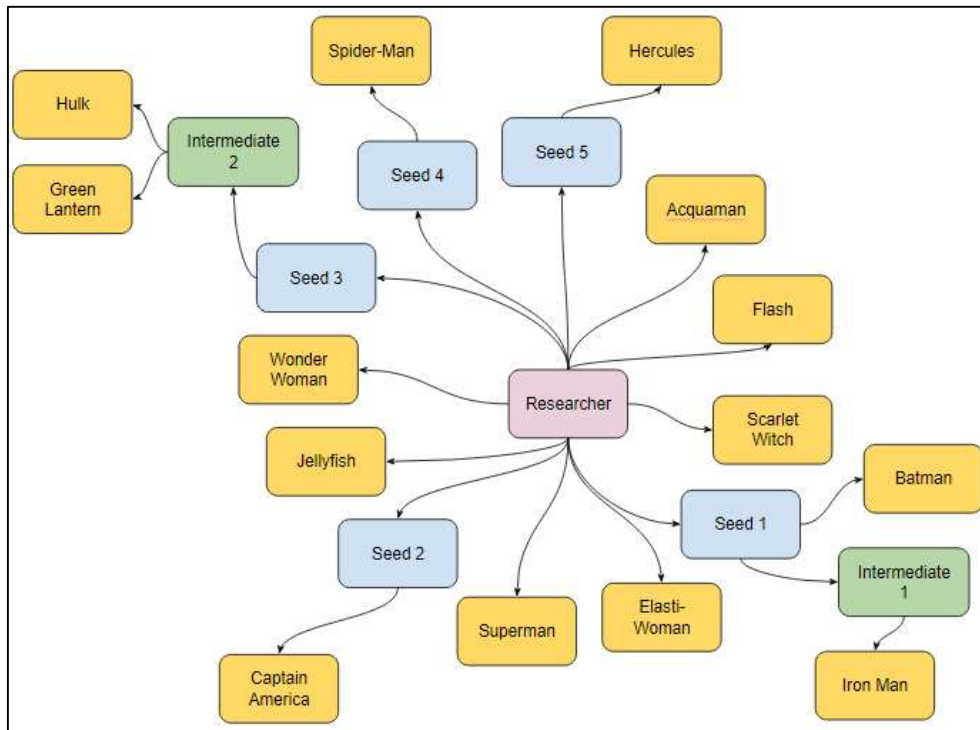 Spider-Man
Hercules
Hulk
Intermediate
2
Seed 5
Seed 4
Green
Lantern
Acquaman
Seed 3
Flash
Wonder
Woman
Researcher
Scarlet
Witch
Jellyfish
Batman
Seed 1
Seed 2
Intermediate
1
Superman
Elasti-
Woman
Captain
America
Iron Man